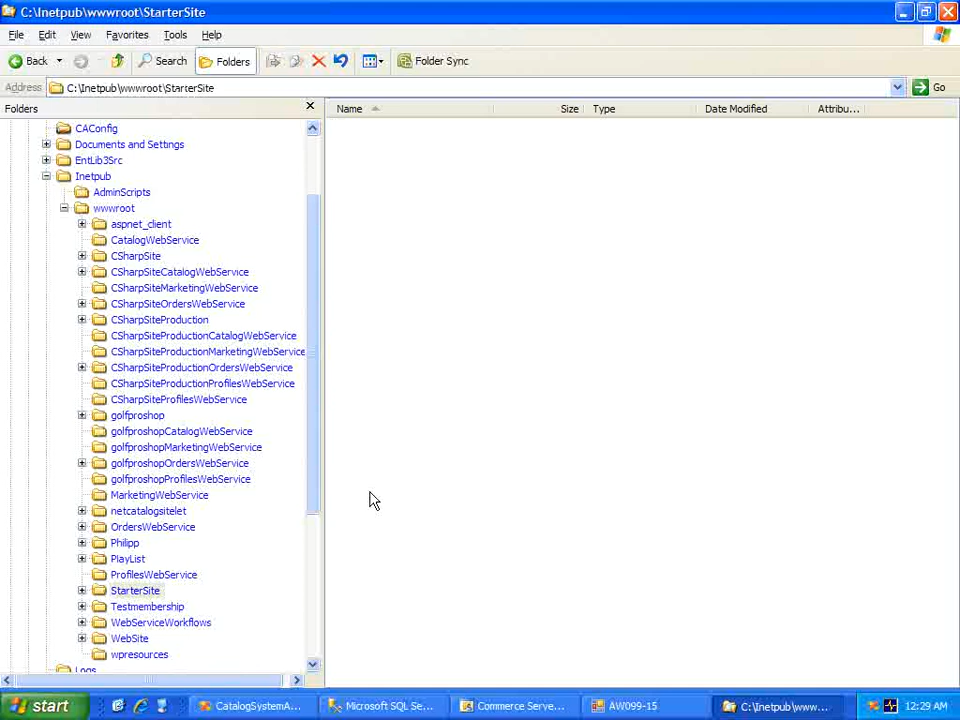 C:\Inetpub\wwwroot\StarterSite
File Edit View Favorites Tools Help
Back Search Folders Folder Sync
Address C:\Inetpub\wwwroot\StarterSite Go
Folders Name Size Type Date Modified Attribu...
CAConfig
Documents and Settings
EntLib3Src
Inetpub
AdminScripts
wwwroot
aspnet_client
CatalogWebService
CSharpSite
CSharpSiteCatalogWebService
CSharpSiteMarketingWebService
CSharpSiteOrdersWebService
CSharpSiteProduction
CSharpSiteProductionCatalogWebService
CSharpSiteProductionMarketingWebService
CSharpSiteProductionOrdersWebService
CSharpSiteProductionProfilesWebService
CSharpSiteProfilesWebService
golfproshop
golfproshopCatalogWebService
golfproshopMarketingWebService
golfproshopOrdersWebService
golfproshopProfilesWebService
MarketingWebService
netcatalogsitelet
OrdersWebService
Philipp
PlayList
ProfilesWebService
StarterSite
Testmembership
WebServiceWorkflows
WebSite
wpresources
Logs
start CatalogSystemA... Microsoft SQL Se... Commerce Serve... AW099-15 C:\Inetpub\www... 12:29 AM